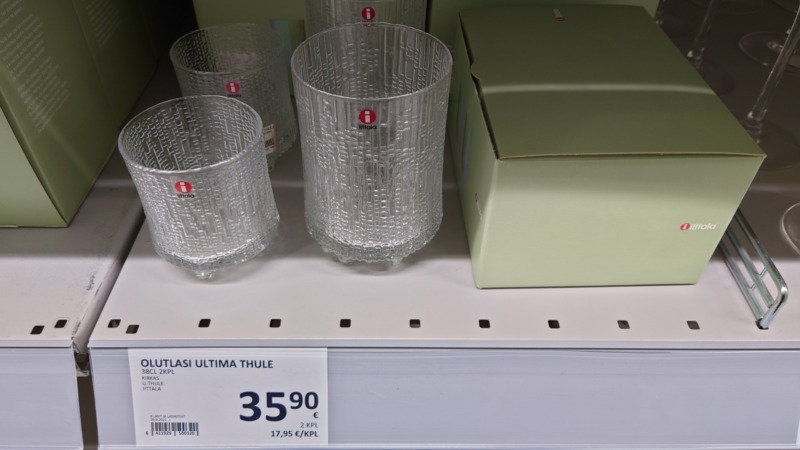 i
iittala
i
i
iittala
i
iittala
i iittala
OLUTLASI ULTIMA THULE
38CL 2KPL
KIRKAS
U.THULE
IITTALA
35 90
€
2 KPL
17,95 €/KPL